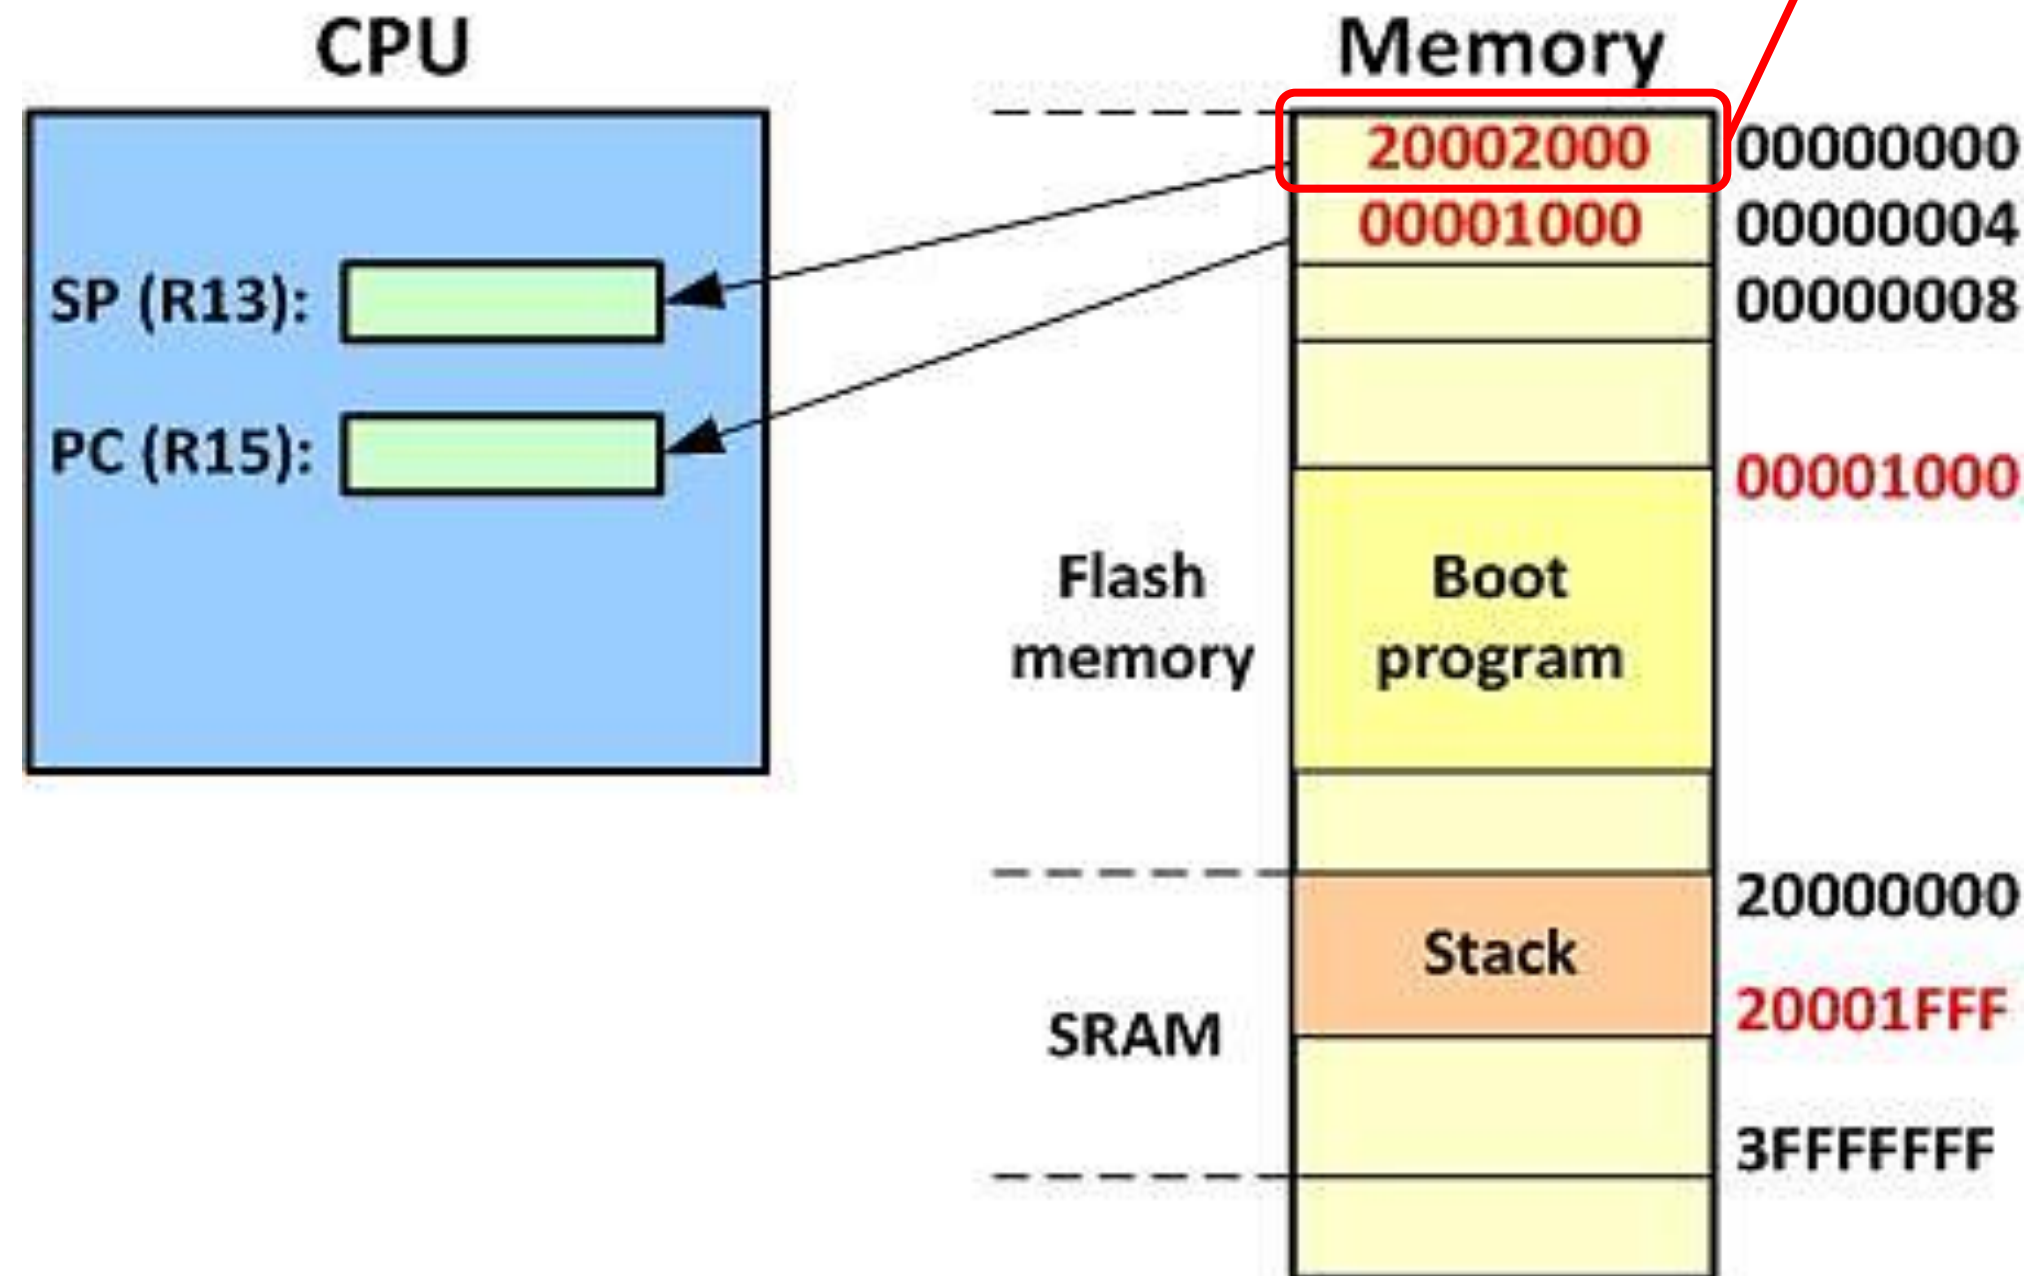 CPU
SP (R13):
PC (R15):
Memory
20002000 00000000
00001000 00000004
00000008
00001000
Flash
memory
Boot
program
20000000
Stack
20001FFF
SRAM
3FFFFFFF